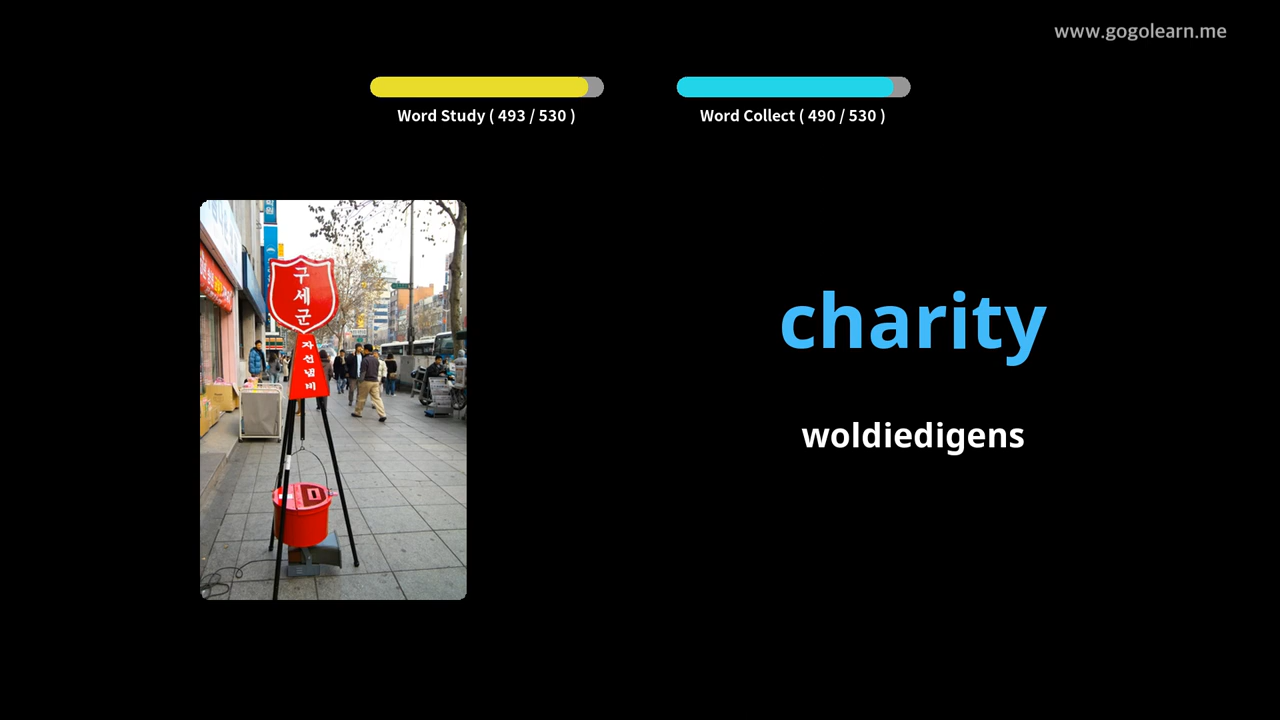 www.gogolearn.me
Word Study ( 493 / 530 )
Word Collect ( 490 / 530 )
구
세
군
자
선
냄
비
charity
woldiedigens